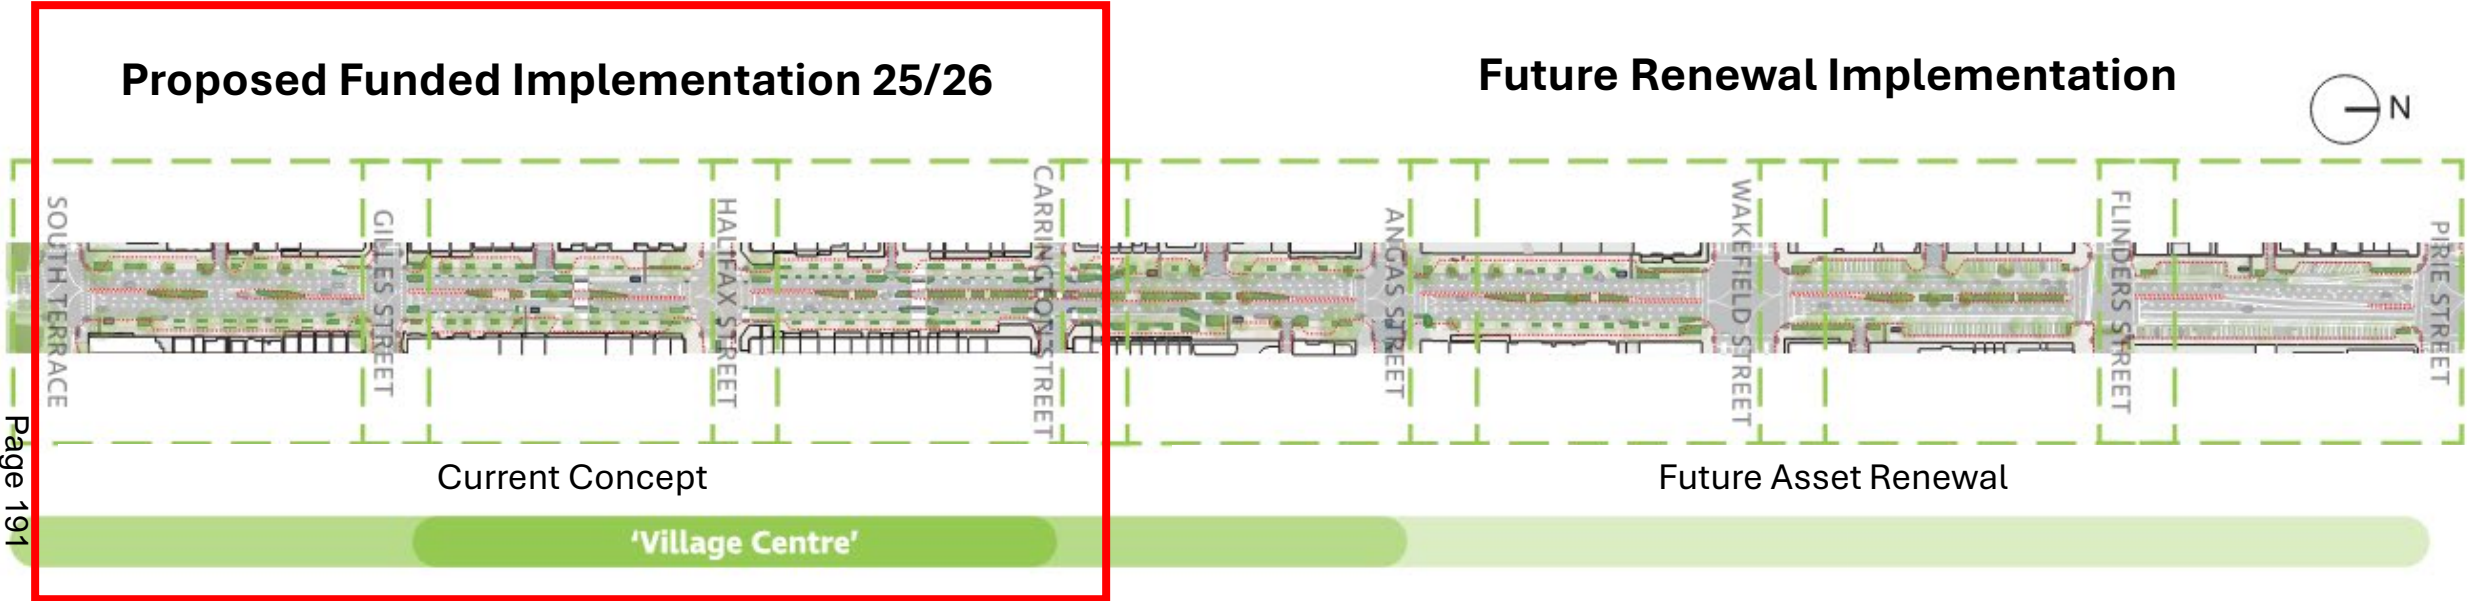 Proposed Funded Implementation 25/26
Future Renewal Implementation
N
SOUTH TERRACE
GILLES STREET
HALIFAX STREET
CARRINGTON STREET
ANGAS STREET
WAKEFIELD STREET
FLINDERS STREET
PIRIE STREET
Current Concept
Future Asset Renewal
'Village Centre'
Page 191